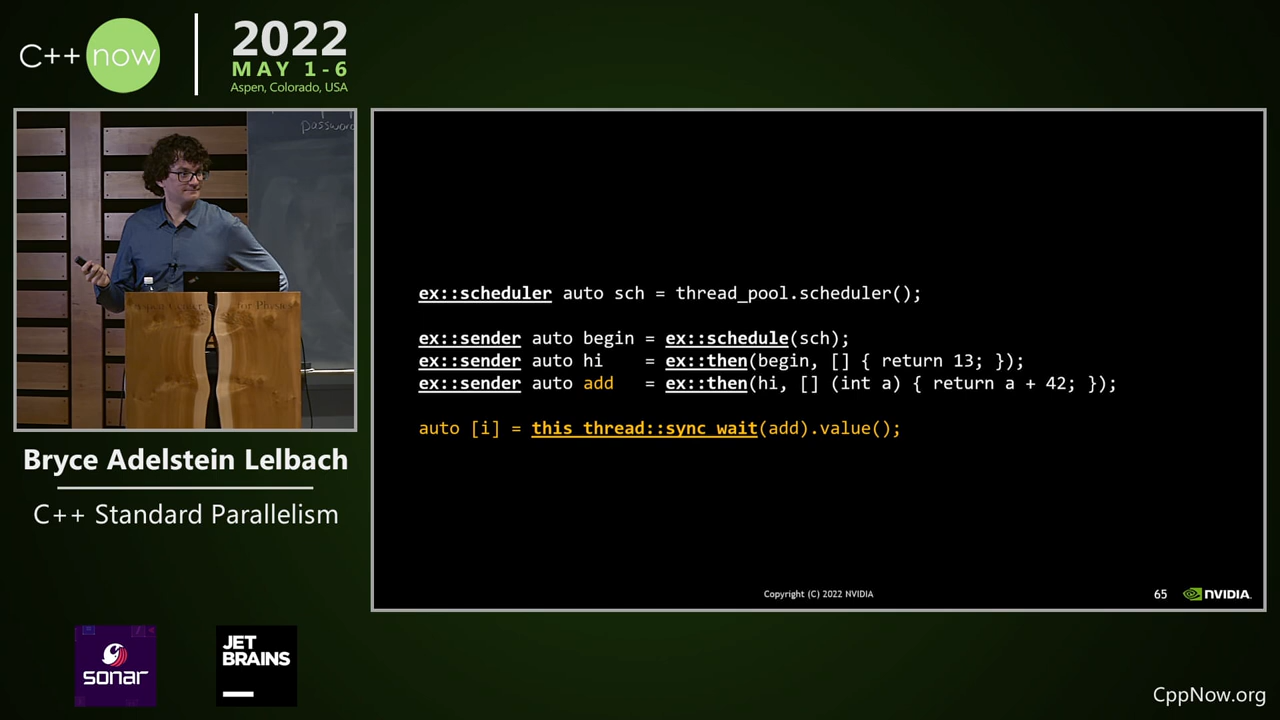 C++ now
2022
MAY 1-6
Aspen, Colorado, USA
password
ex::scheduler auto sch = thread_pool.scheduler();
ex::sender auto begin = ex::schedule(sch);
ex::sender auto hi    = ex::then(begin, [] { return 13; });
ex::sender auto add   = ex::then(hi, [] (int a) { return a + 42; });
auto [i] = this_thread::sync_wait(add).value();
Copyright (C) 2022 NVIDIA
65
NVIDIA.
Bryce Adelstein Lelbach
C++ Standard Parallelism
sonar
JET
BRAINS
CppNow.org